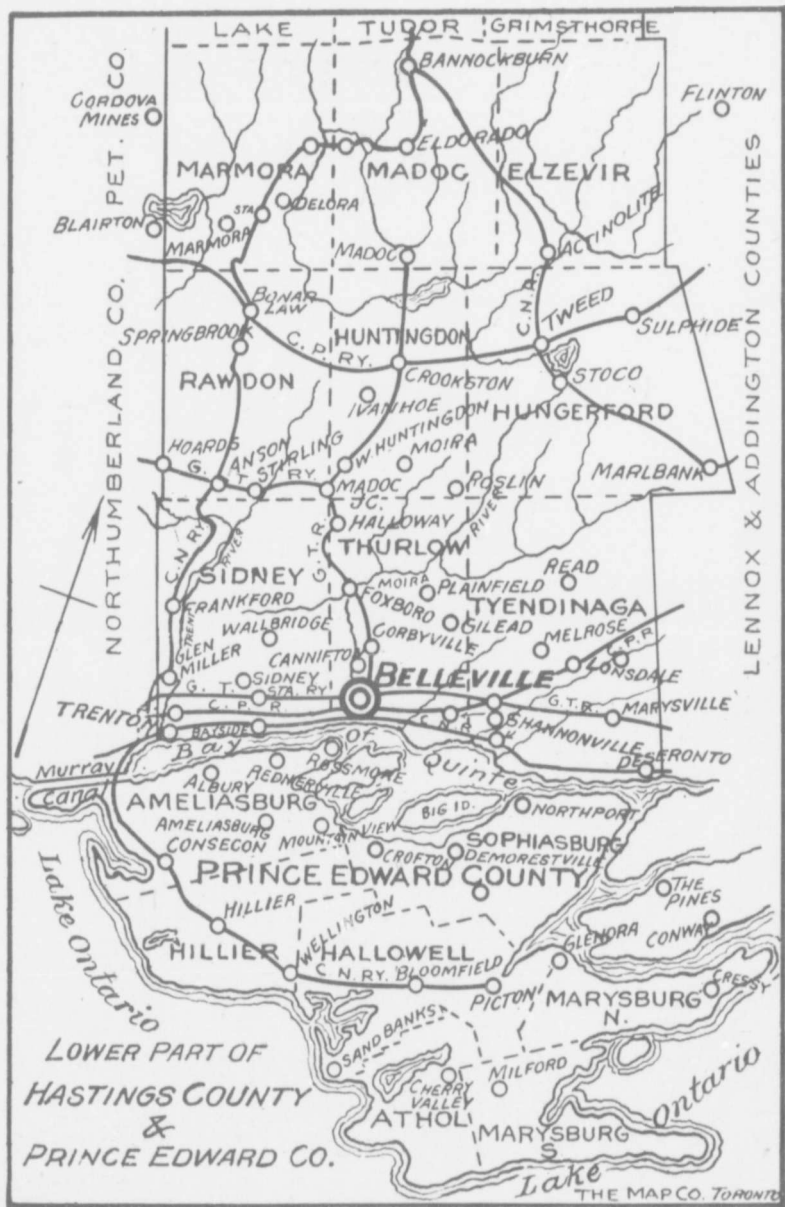 LAKE
TUDOR
GRIMSTHORPE
BANNOCKBURN
PET. CO
CORDOVA
MINES
FLINTON
ELDORADO
MARMORA
MADOC
ELZEVIR
DELORA
STA
MARMORA
BLAIRTON
MADOC
ACTINOLITE
LENNOX & ADDINGTON COUNTIES
NORTHUMBERLAND CO.
C.N.R.
BONAR
LAW
TWEED
SULPHIDE
SPRINGBROOK
HUNTINGDON
C. P. RY.
CROOKSTON
STOCO
RAWDON
IVANHOE
HUNGERFORD
HOARDS
W. HUNTINGDON
MOIRA
G. T. RY.
ANSON
STIRLING
MADOC
JC.
ROSLIN
MARLBANK
HALLOWAY
RIVER
C. N. RY.
RIVER
G.T.R.
THURLOW
SIDNEY
READ
MOIRA
PLAINFIELD
FOXBORO
TYENDINAGA
FRANKFORD
TRENT
WALLBRIDGE
GILEAD
CORBYVILLE
MELROSE
GLEN
MILLER
CANNIFTON
C.P.R.
LONSDALE
BELLEVILLE
G. T.
SIDNEY
STA. RY
C. P. R.
G.T.R.
MARYSVILLE
TRENTON
C.N.R.
SHANNONVILLE
BAYSIDE
DESERONTO
Bay of Quinte
Murray
Canal
ROSSMORE
REDNERVILLE
ALBURY
AMELIASBURG
BIG ID.
NORTHPORT
AMELIASBURG
MOUNTAIN VIEW
CONSECON
CROFTON
SOPHIASBURG
DEMORESTVILLE
PRINCE EDWARD COUNTY
THE
PINES
HILLIER
CONWAY
WELLINGTON
GLENORA
Lake Ontario
HILLIER
HALLOWELL
C. N. RY.
BLOOMFIELD
PICTON
MARYSBURG
N.
CRESSY
SAND BANKS
CHERRY
VALLEY
MILFORD
ATHOL
MARYSBURG
S.
Lake Ontario
LOWER PART OF
HASTINGS COUNTY
&
PRINCE EDWARD CO.
THE MAP CO. TORONTO